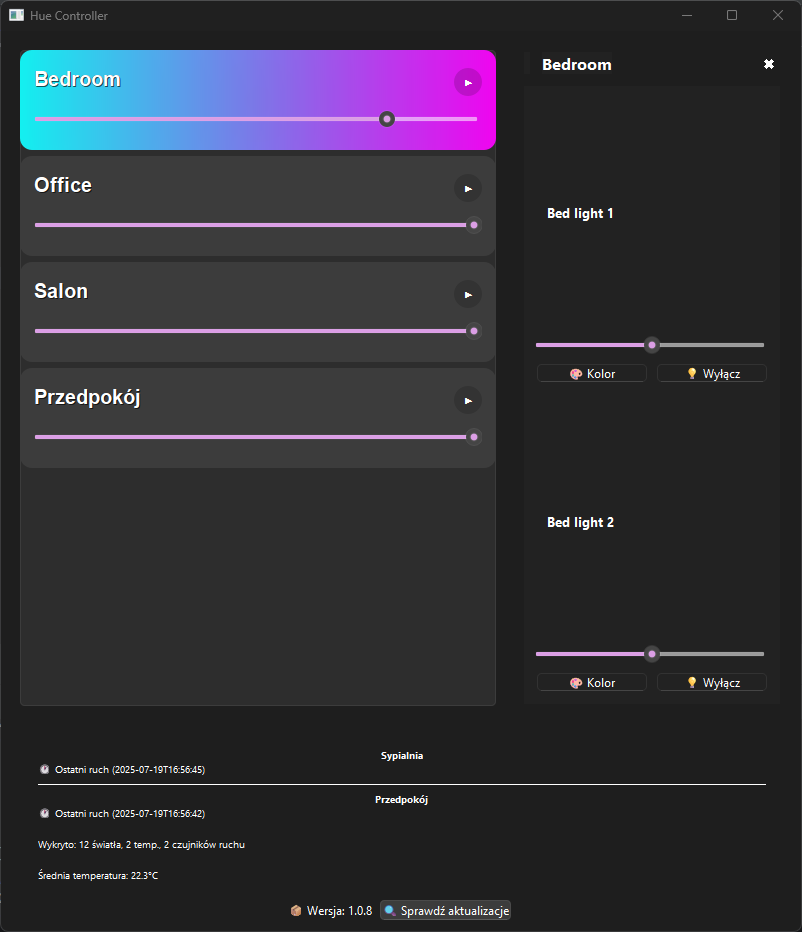 Hue Controller
Bedroom
Office
Salon
Przedpokój
Bedroom
Bed light 1
Kolor
Wyłącz
Bed light 2
Kolor
Wyłącz
Sypialnia
Ostatni ruch (2025-07-19T16:56:45)
Przedpokój
Ostatni ruch (2025-07-19T16:56:42)
Wykryto: 12 światła, 2 temp., 2 czujników ruchu
Średnia temperatura: 22.3°C
Wersja: 1.0.8
Sprawdź aktualizacje